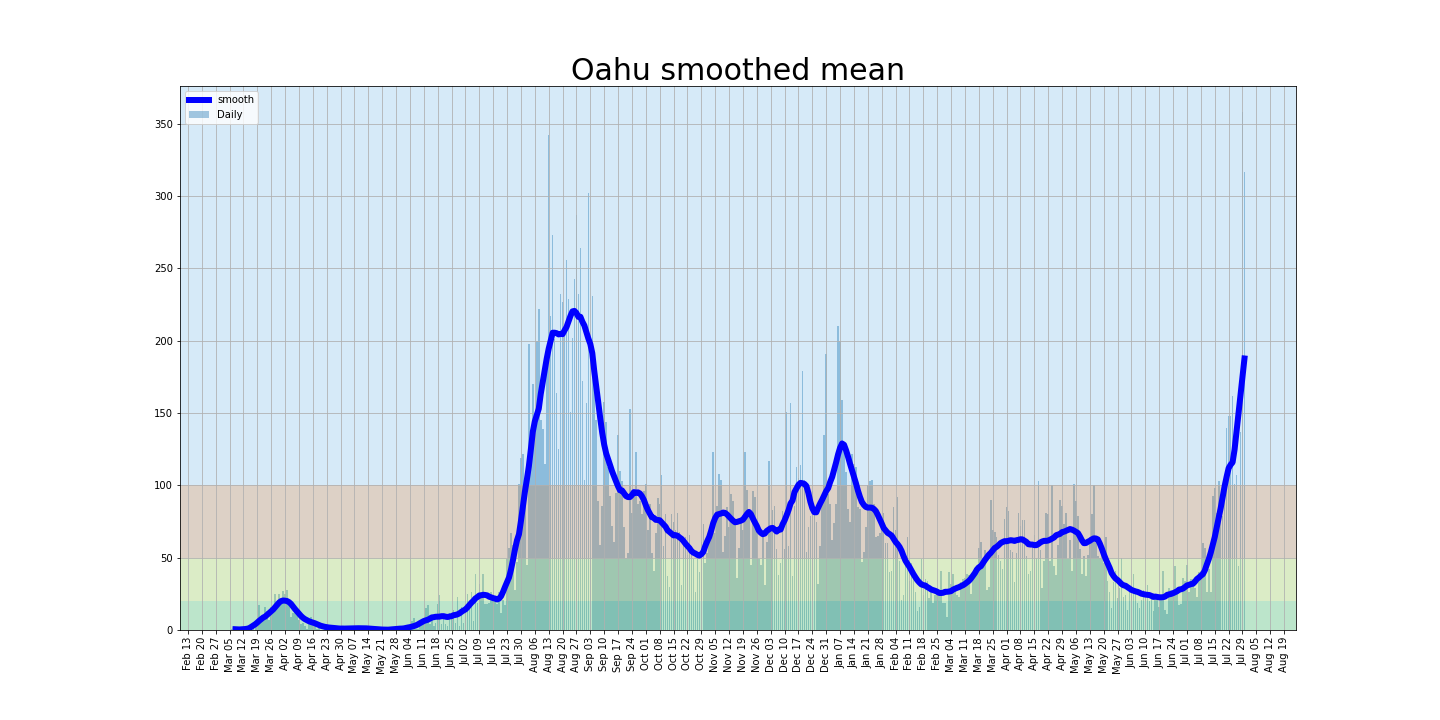 Oahu smoothed mean
smooth
Daily
350
300
250
200
150
100
50
0
Feb 13
Feb 20
Feb 27
Mar 05
Mar 12
Mar 19
Mar 26
Apr 02
Apr 09
Apr 16
Apr 23
Apr 30
May 07
May 14
May 21
May 28
Jun 04
Jun 11
Jun 18
Jun 25
Jul 02
Jul 09
Jul 16
Jul 23
Jul 30
Aug 06
Aug 13
Aug 20
Aug 27
Sep 03
Sep 10
Sep 17
Sep 24
Oct 01
Oct 08
Oct 15
Oct 22
Oct 29
Nov 05
Nov 12
Nov 19
Nov 26
Dec 03
Dec 10
Dec 17
Dec 24
Dec 31
Jan 07
Jan 14
Jan 21
Jan 28
Feb 04
Feb 11
Feb 18
Feb 25
Mar 04
Mar 11
Mar 18
Mar 25
Apr 01
Apr 08
Apr 15
Apr 22
Apr 29
May 06
May 13
May 20
May 27
Jun 03
Jun 10
Jun 17
Jun 24
Jul 01
Jul 08
Jul 15
Jul 22
Jul 29
Aug 05
Aug 12
Aug 19